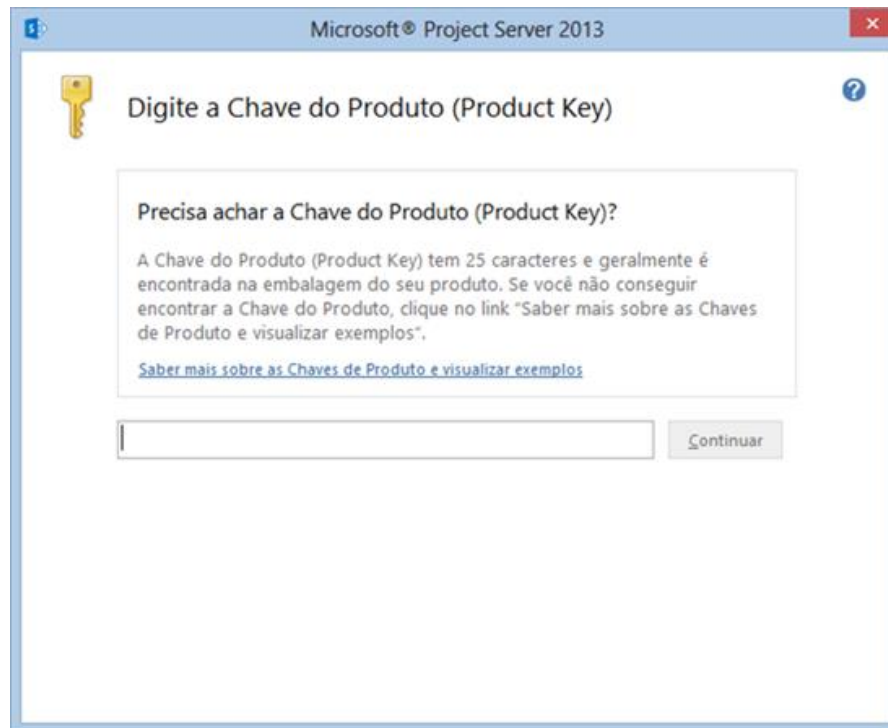 Microsoft® Project Server 2013
Digite a Chave do Produto (Product Key)
Precisa achar a Chave do Produto (Product Key)?
A Chave do Produto (Product Key) tem 25 caracteres e geralmente é
encontrada na embalagem do seu produto. Se você não conseguir
encontrar a Chave do Produto, clique no link "Saber mais sobre as Chaves
de Produto e visualizar exemplos".
Saber mais sobre as Chaves de Produto e visualizar exemplos
Continuar